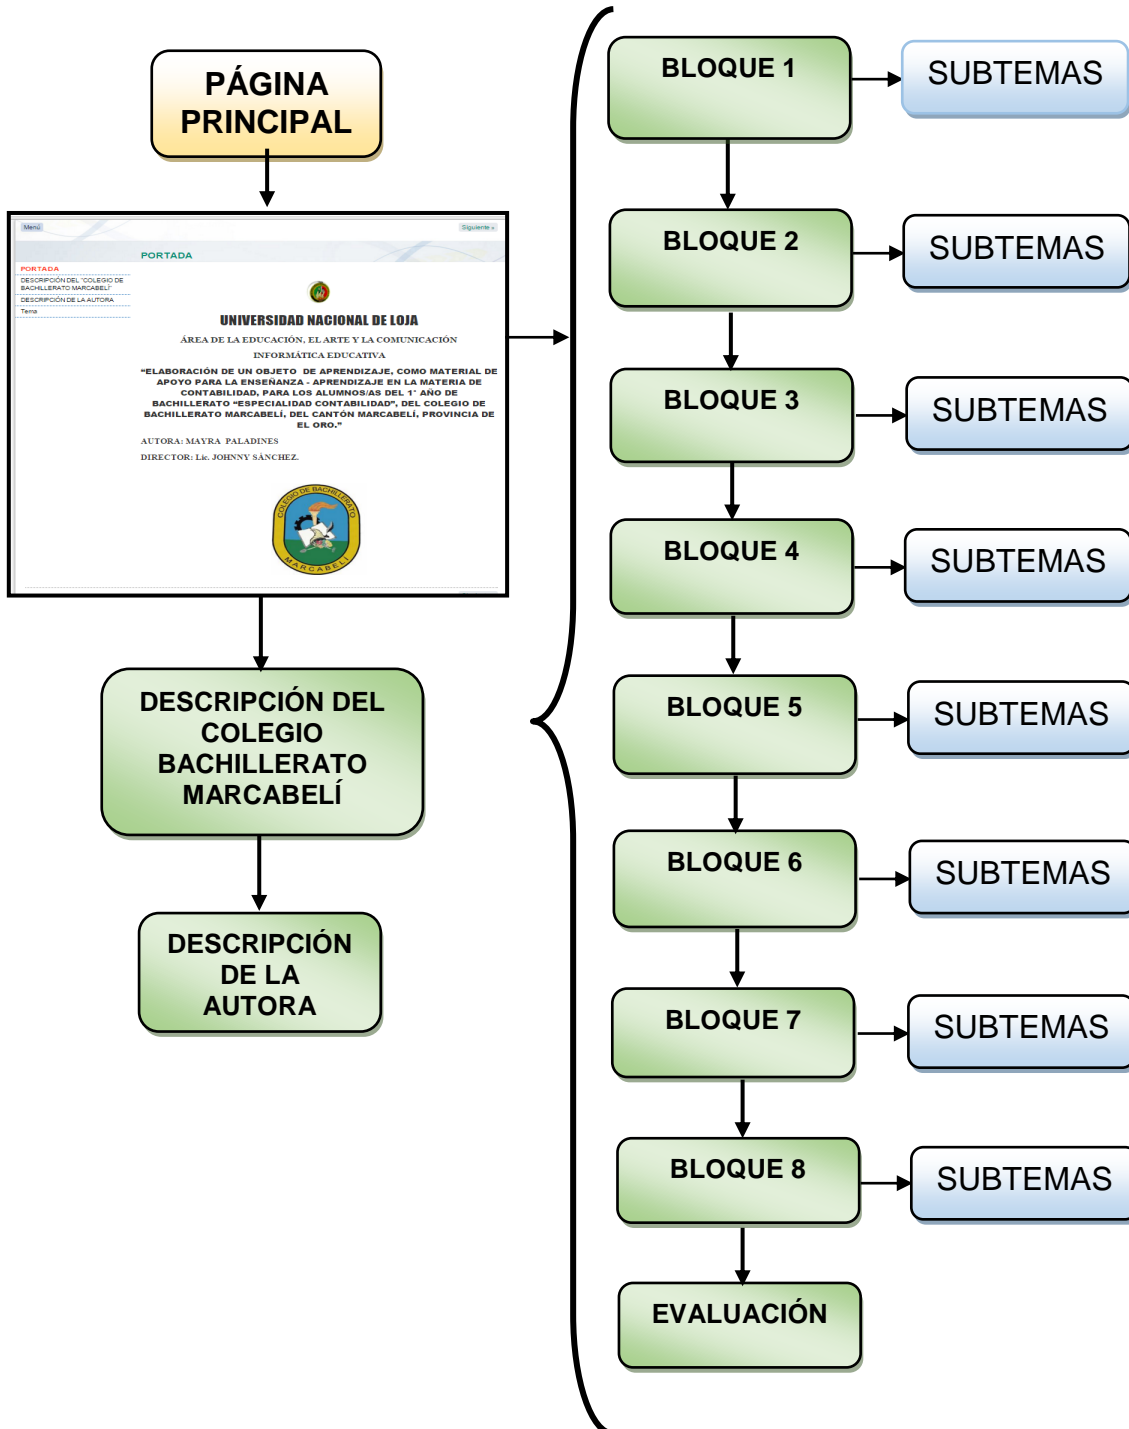 PÁGINA
PRINCIPAL
Menú
Siguiente »
PORTADA
PORTADA
DESCRIPCIÓN DEL "COLEGIO DE
BACHILLERATO MARCABELÍ"
DESCRIPCIÓN DE LA AUTORA
Tema
UNIVERSIDAD NACIONAL DE LOJA
ÁREA DE LA EDUCACIÓN, EL ARTE Y LA COMUNICACIÓN
INFORMÁTICA EDUCATIVA
"ELABORACIÓN DE UN OBJETO DE APRENDIZAJE, COMO MATERIAL DE
APOYO PARA LA ENSEÑANZA - APRENDIZAJE EN LA MATERIA DE
CONTABILIDAD, PARA LOS ALUMNOS/AS DEL 1° AÑO DE
BACHILLERATO "ESPECIALIDAD CONTABILIDAD", DEL COLEGIO DE
BACHILLERATO MARCABELÍ, DEL CANTÓN MARCABELÍ, PROVINCIA DE
EL ORO."
AUTORA: MAYRA PALADINES
DIRECTOR: Lic. JOHNNY SÁNCHEZ.
COLEGIO DE BACHILLERATO
MARCABELÍ
DESCRIPCIÓN DEL
COLEGIO
BACHILLERATO
MARCABELÍ
DESCRIPCIÓN
DE LA
AUTORA
BLOQUE 1
SUBTEMAS
BLOQUE 2
SUBTEMAS
BLOQUE 3
SUBTEMAS
BLOQUE 4
SUBTEMAS
BLOQUE 5
SUBTEMAS
BLOQUE 6
SUBTEMAS
BLOQUE 7
SUBTEMAS
BLOQUE 8
SUBTEMAS
EVALUACIÓN